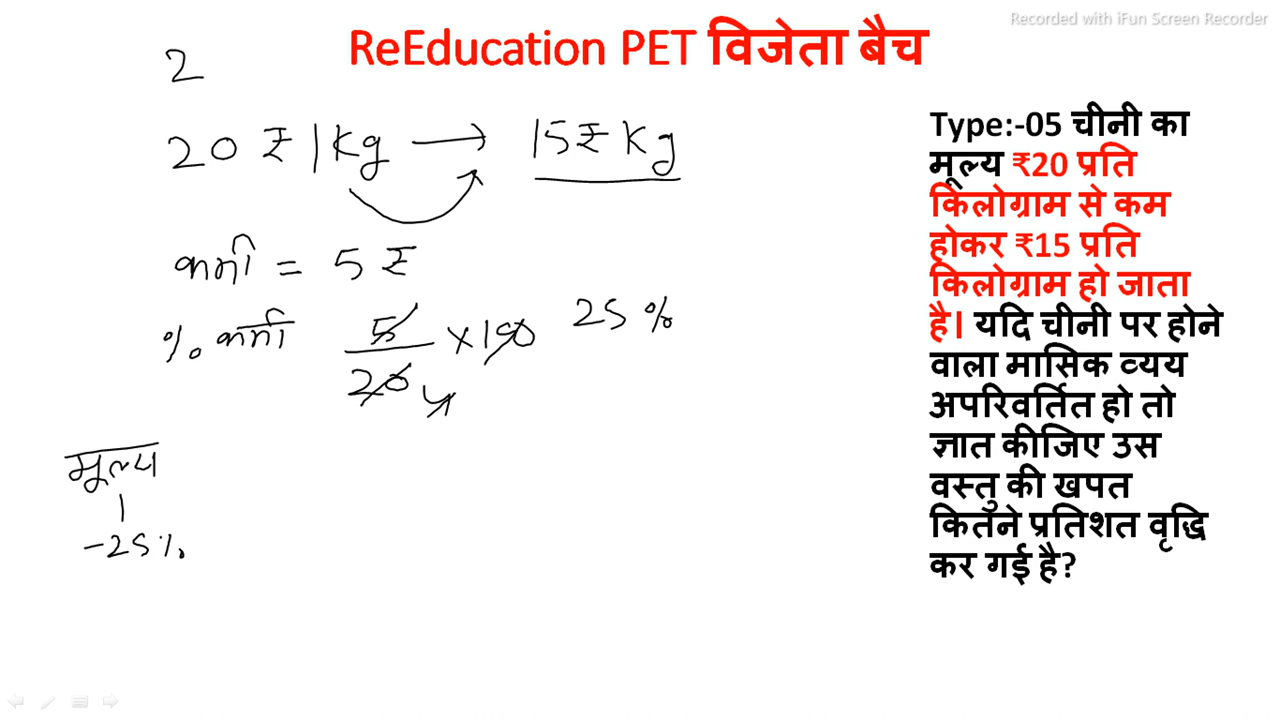 Recorded with iFun Screen Recorder
ReEducation PET विजेता बैच
2
20 ₹ 1kg → 15₹ kg
कमी = 5 ₹
% कमी 5/20 4 × 100 25 %
मूल्य
-25%
Type:-05 चीनी का
मूल्य ₹20 प्रति
किलोग्राम से कम
होकर ₹15 प्रति
किलोग्राम हो जाता
है। यदि चीनी पर होने
वाला मासिक व्यय
अपरिवर्तित हो तो
ज्ञात कीजिए उस
वस्तु की खपत
कितने प्रतिशत वृद्धि
कर गई है?